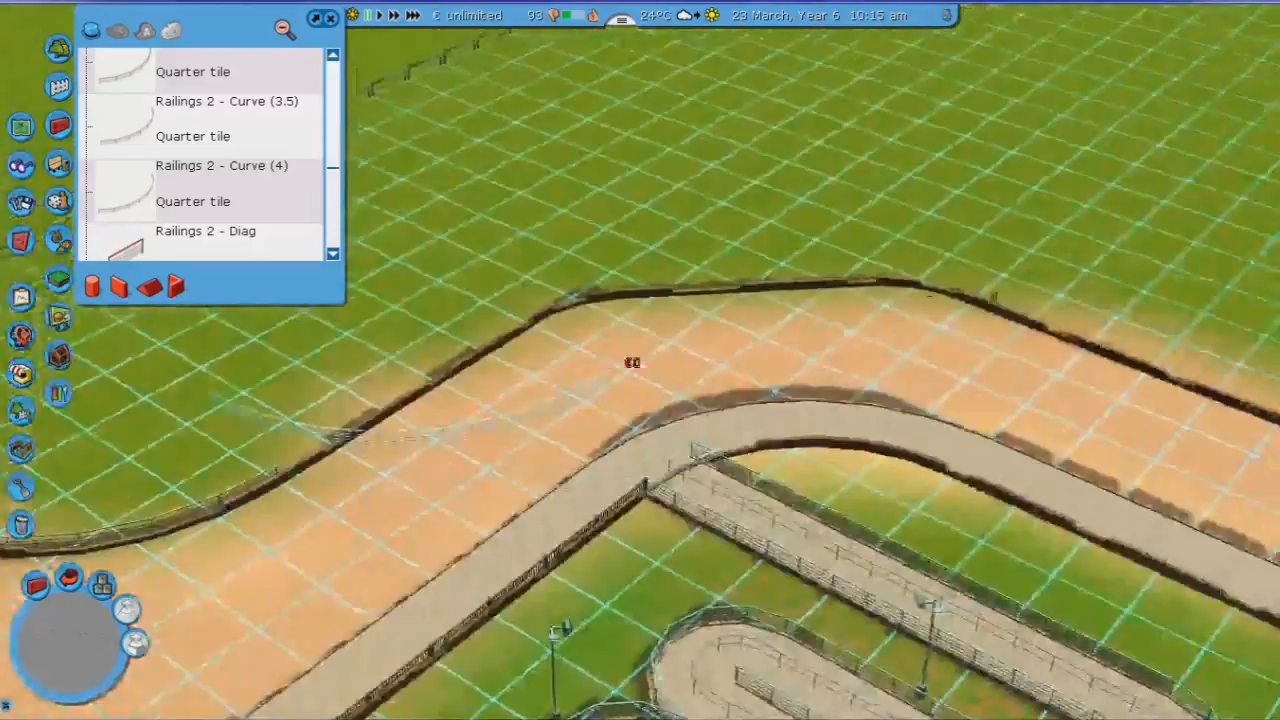 € unlimited 93 24°C 23 March, Year 6 10:15 am
Quarter tile
Railings 2 - Curve (3.5)
Quarter tile
Railings 2 - Curve (4)
Quarter tile
Railings 2 - Diag